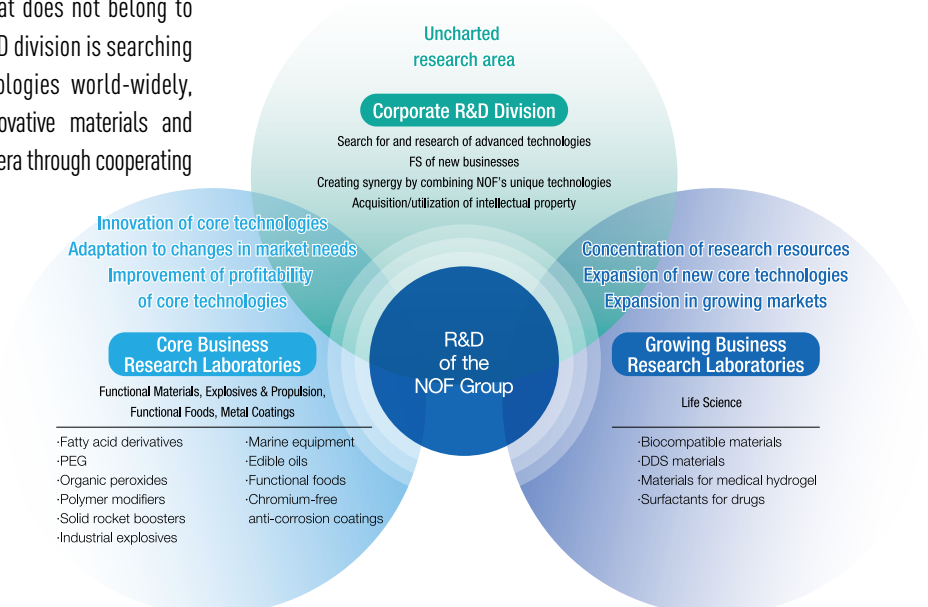 at does not belong to
D division is searching
ologies world-widely,
ovative materials and
era through cooperating
Uncharted
research area
Corporate R&D Division
Search for and research of advanced technologies
FS of new businesses
Creating synergy by combining NOF's unique technologies
Acquisition/utilization of intellectual property
Innovation of core technologies
Adaptation to changes in market needs
Improvement of profitability
of core technologies
Core Business
Research Laboratories
Functional Materials, Explosives & Propulsion,
Functional Foods, Metal Coatings
·Fatty acid derivatives
·PEG
·Organic peroxides
·Polymer modifiers
·Solid rocket boosters
·Industrial explosives
·Marine equipment
·Edible oils
·Functional foods
·Chromium-free
anti-corrosion coatings
R&D
of the
NOF Group
Concentration of research resources
Expansion of new core technologies
Expansion in growing markets
Growing Business
Research Laboratories
Life Science
·Biocompatible materials
·DDS materials
·Materials for medical hydrogel
·Surfactants for drugs